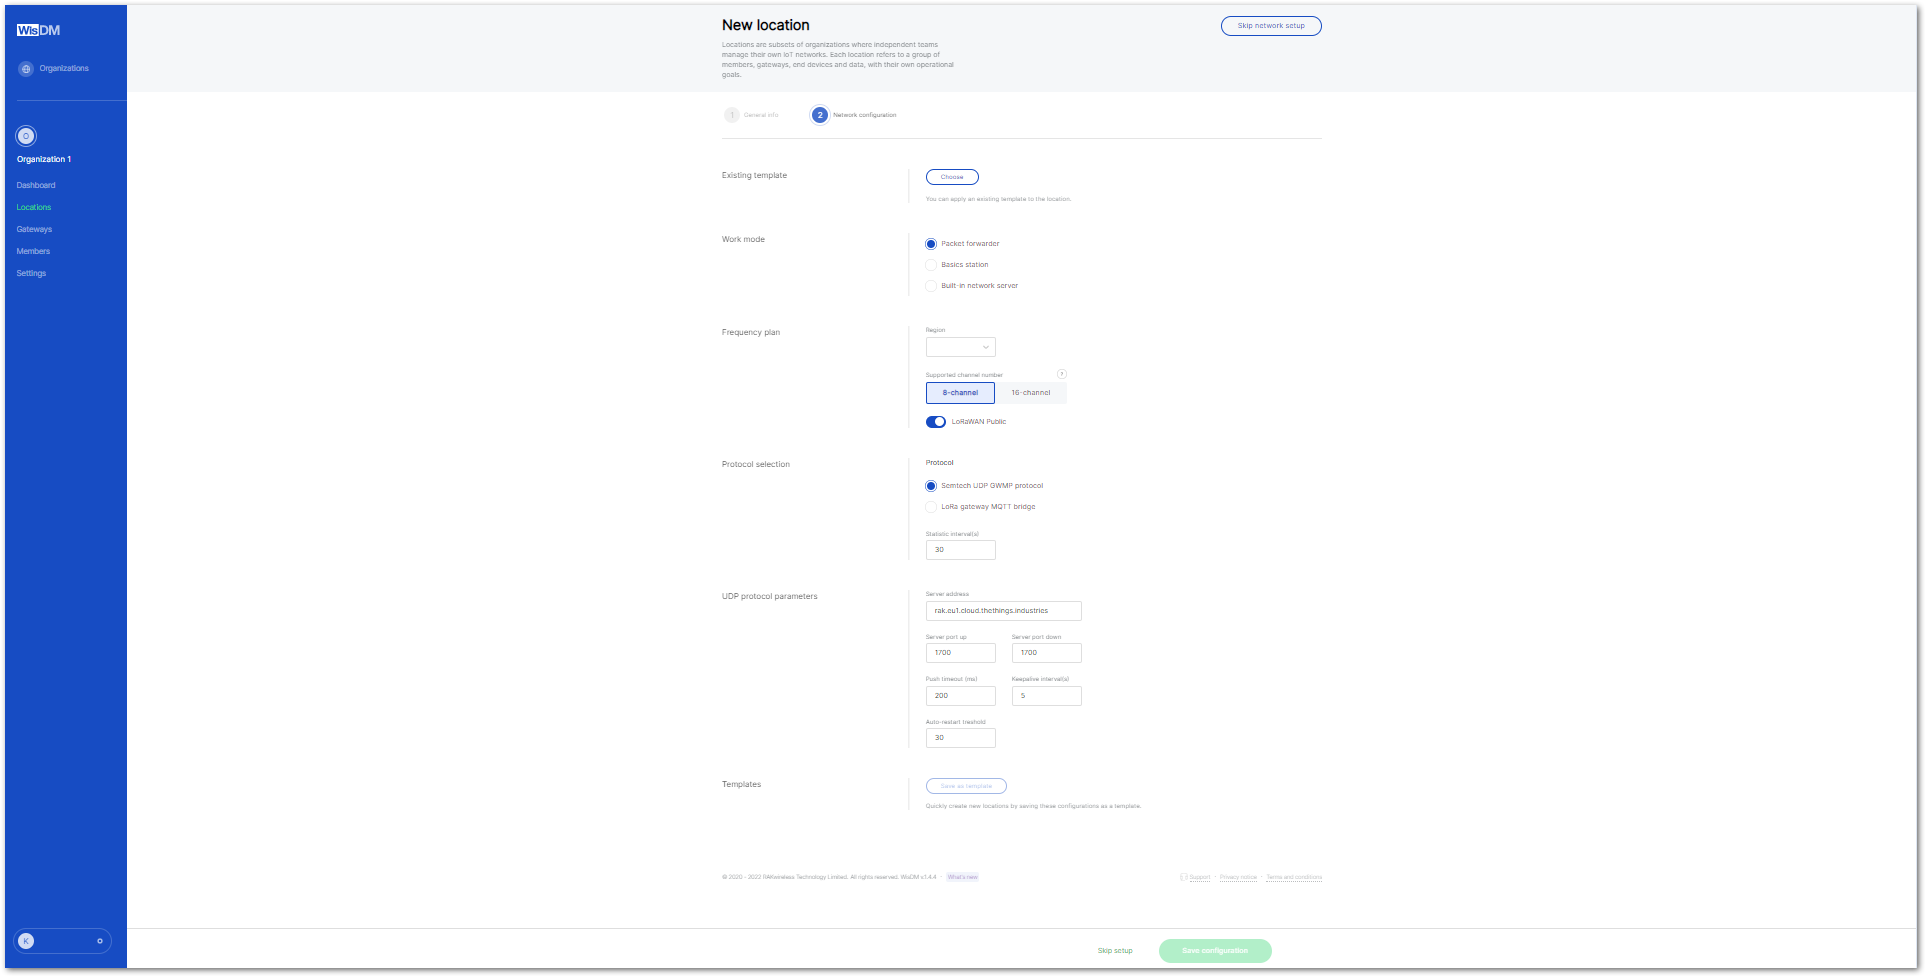 WisDM
Organizations
O
Organization 1
Dashboard
Locations
Gateways
Members
Settings
K
New location
Skip network setup
Locations are subsets of organizations where independent teams
manage their own IoT networks. Each location refers to a group of
members, gateways, end devices and data, with their own operational
goals.
1 General info
2 Network configuration
Existing template
Choose
You can apply an existing template to the location.
Work mode
Packet forwarder
Basics station
Built-in network server
Frequency plan
Region
Supported channel number ?
8-channel 16-channel
LoRaWAN Public
Protocol selection
Protocol
Semtech UDP GWMP protocol
LoRa gateway MQTT bridge
Statistic interval(s)
30
UDP protocol parameters
Server address
rak.eu1.cloud.thethings.industries
Server port up Server port down
1700 1700
Push timeout (ms) Keepalive interval(s)
200 5
Auto-restart treshold
30
Templates
Save as template
Quickly create new locations by saving these configurations as a template.
© 2020 - 2022 RAKwireless Technology Limited. All rights reserved. WisDM v1.4.4 · What's new
Support · Privacy notice · Terms and conditions
Skip setup Save configuration